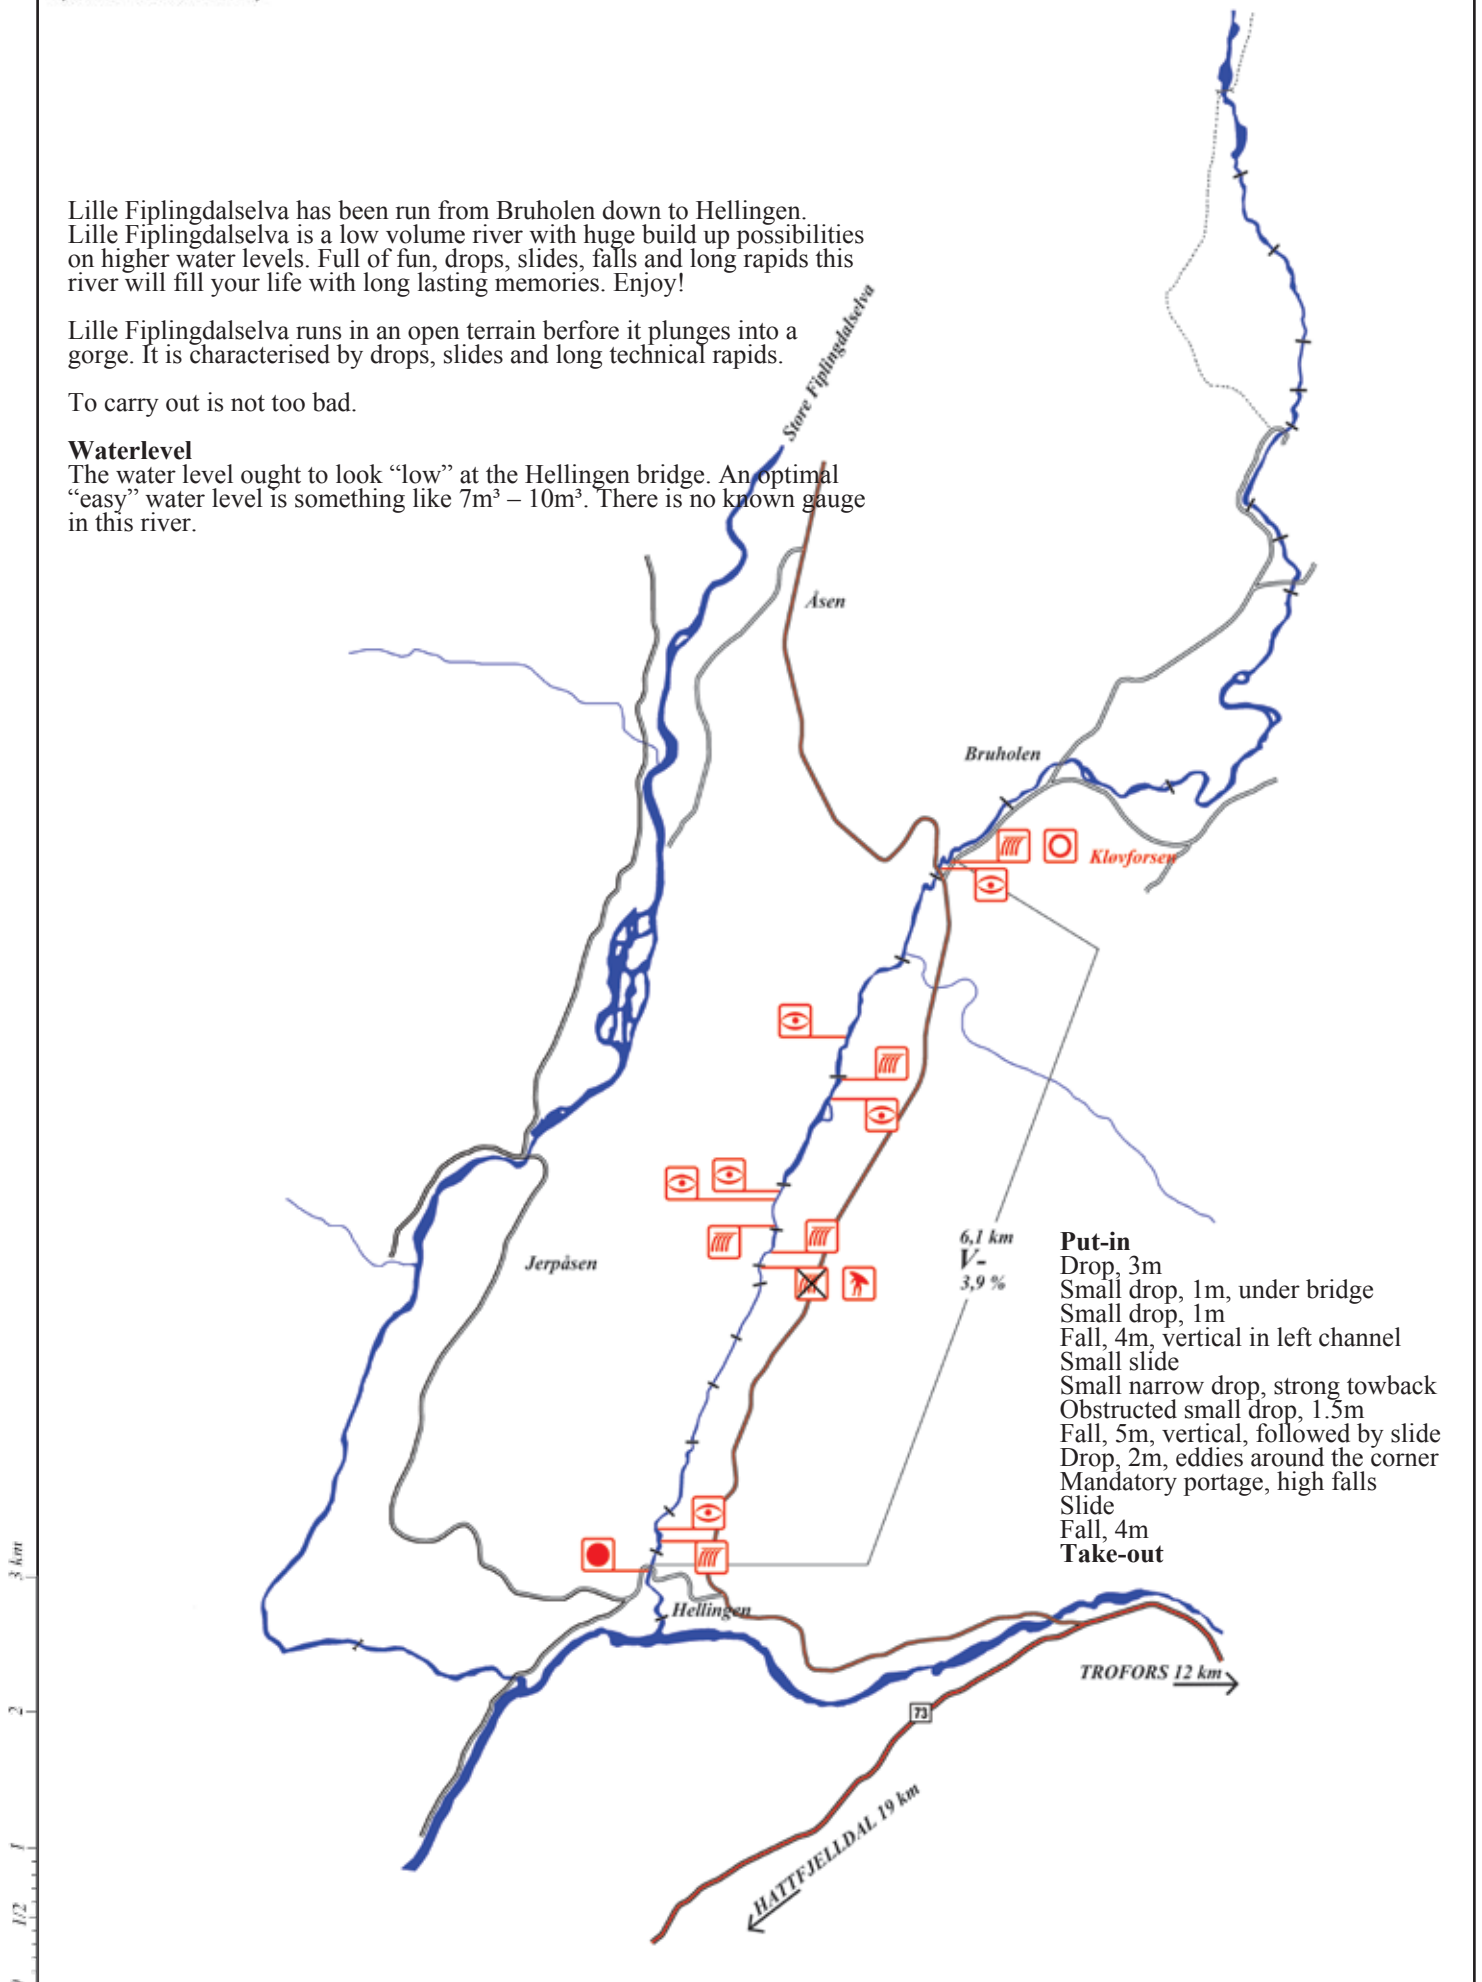 Lille Fiplingdalselva has been run from Bruholen down to Hellingen.
Lille Fiplingdalselva is a low volume river with huge build up possibilities
on higher water levels. Full of fun, drops, slides, falls and long rapids this
river will fill your life with long lasting memories. Enjoy!
Lille Fiplingdalselva runs in an open terrain berfore it plunges into a
gorge. It is characterised by drops, slides and long technical rapids.
To carry out is not too bad.
Waterlevel
The water level ought to look “low” at the Hellingen bridge. An optimal
“easy” water level is something like 7m³ – 10m³. There is no known gauge
in this river.
Store Fiplingdalselva
Åsen
Bruholen
Kløvforsen
Jerpåsen
6,1 km
V-
3,9 %
Put-in
Drop, 3m
Small drop, 1m, under bridge
Small drop, 1m
Fall, 4m, vertical in left channel
Small slide
Small narrow drop, strong towback
Obstructed small drop, 1.5m
Fall, 5m, vertical, followed by slide
Drop, 2m, eddies around the corner
Mandatory portage, high falls
Slide
Fall, 4m
Take-out
Hellingen
TROFORS 12 km
73
HATTFJELLDAL 19 km
3 km
2
1
1/2